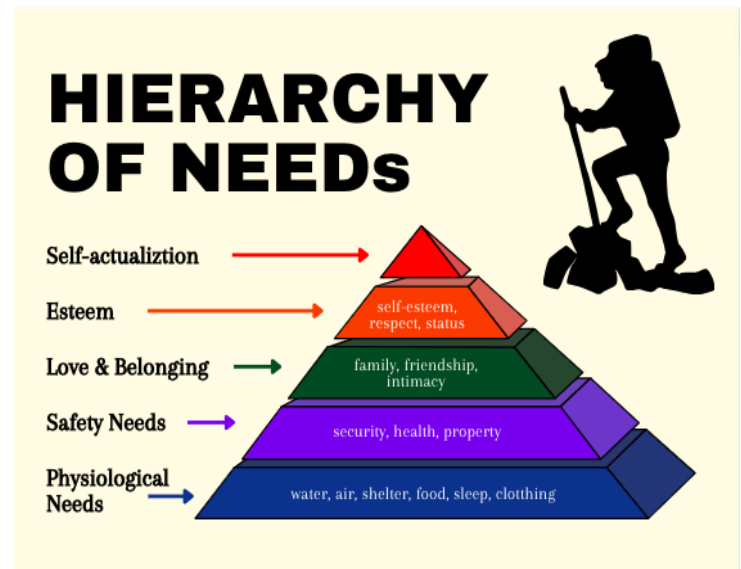 HIERARCHY
OF NEEDs
Self-actualiztion
Esteem
self-esteem,
respect, status
Love & Belonging
family, friendship,
intimacy
Safety Needs
security, health, property
Physiological
Needs
water, air, shelter, food, sleep, clotthing